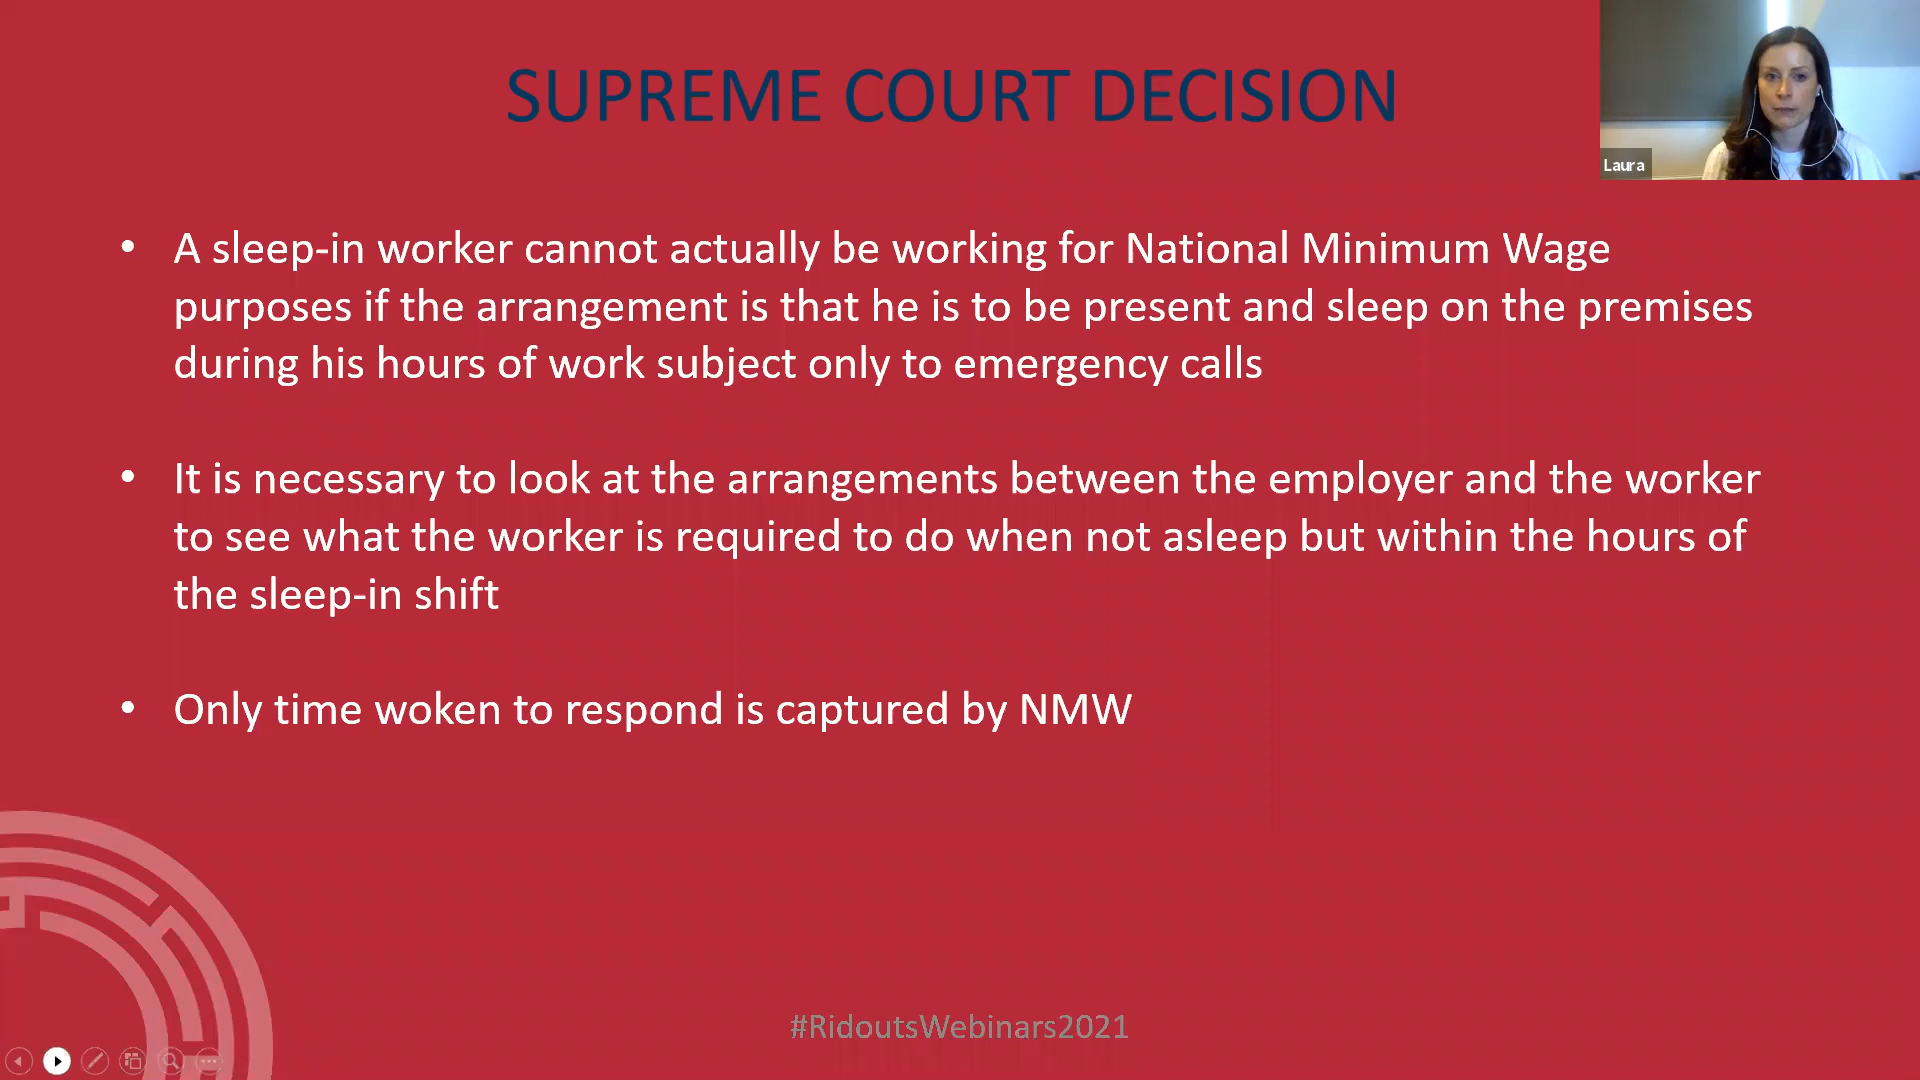 SUPREME COURT DECISION
Laura
• A sleep-in worker cannot actually be working for National Minimum Wage
purposes if the arrangement is that he is to be present and sleep on the premises
during his hours of work subject only to emergency calls
• It is necessary to look at the arrangements between the employer and the worker
to see what the worker is required to do when not asleep but within the hours of
the sleep-in shift
• Only time woken to respond is captured by NMW
#RidoutsWebinars2021